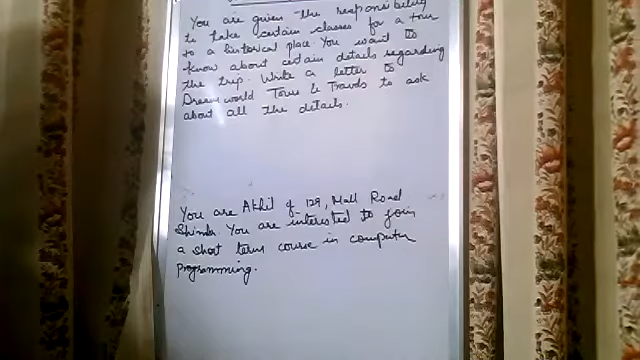 You are given the responsibility
to take certain classes for a tour
to a historical place. You want to
know about certain details regarding
the trip. Write a letter to
Dream world Tours & Travels to ask
about all the details.
You are Akhil of 129, Mall Road
Shimla. You are interested to join
a short term course in computer
programming.